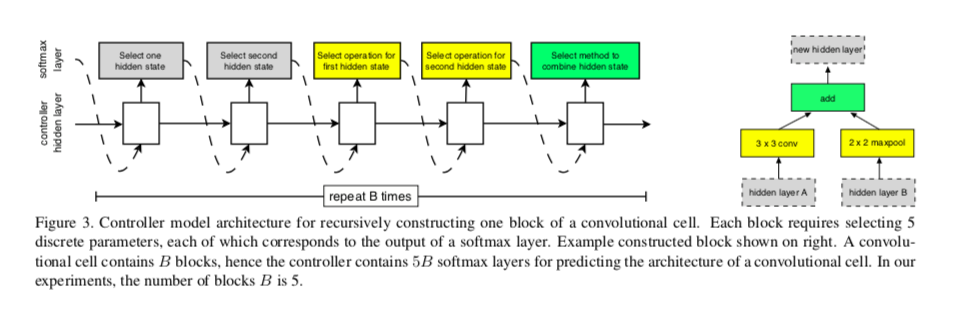 softmax
layer
controller
hidden layer
Select one
hidden state
Select second
hidden state
Select operation for
first hidden state
Select operation for
second hidden state
Select method to
combine hidden state
repeat B times
new hidden layer
add
3 x 3 conv
2 x 2 maxpool
hidden layer A
hidden layer B
Figure 3. Controller model architecture for recursively constructing one block of a convolutional cell. Each block requires selecting 5
discrete parameters, each of which corresponds to the output of a softmax layer. Example constructed block shown on right. A convolu-
tional cell contains B blocks, hence the controller contains 5B softmax layers for predicting the architecture of a convolutional cell. In our
experiments, the number of blocks B is 5.